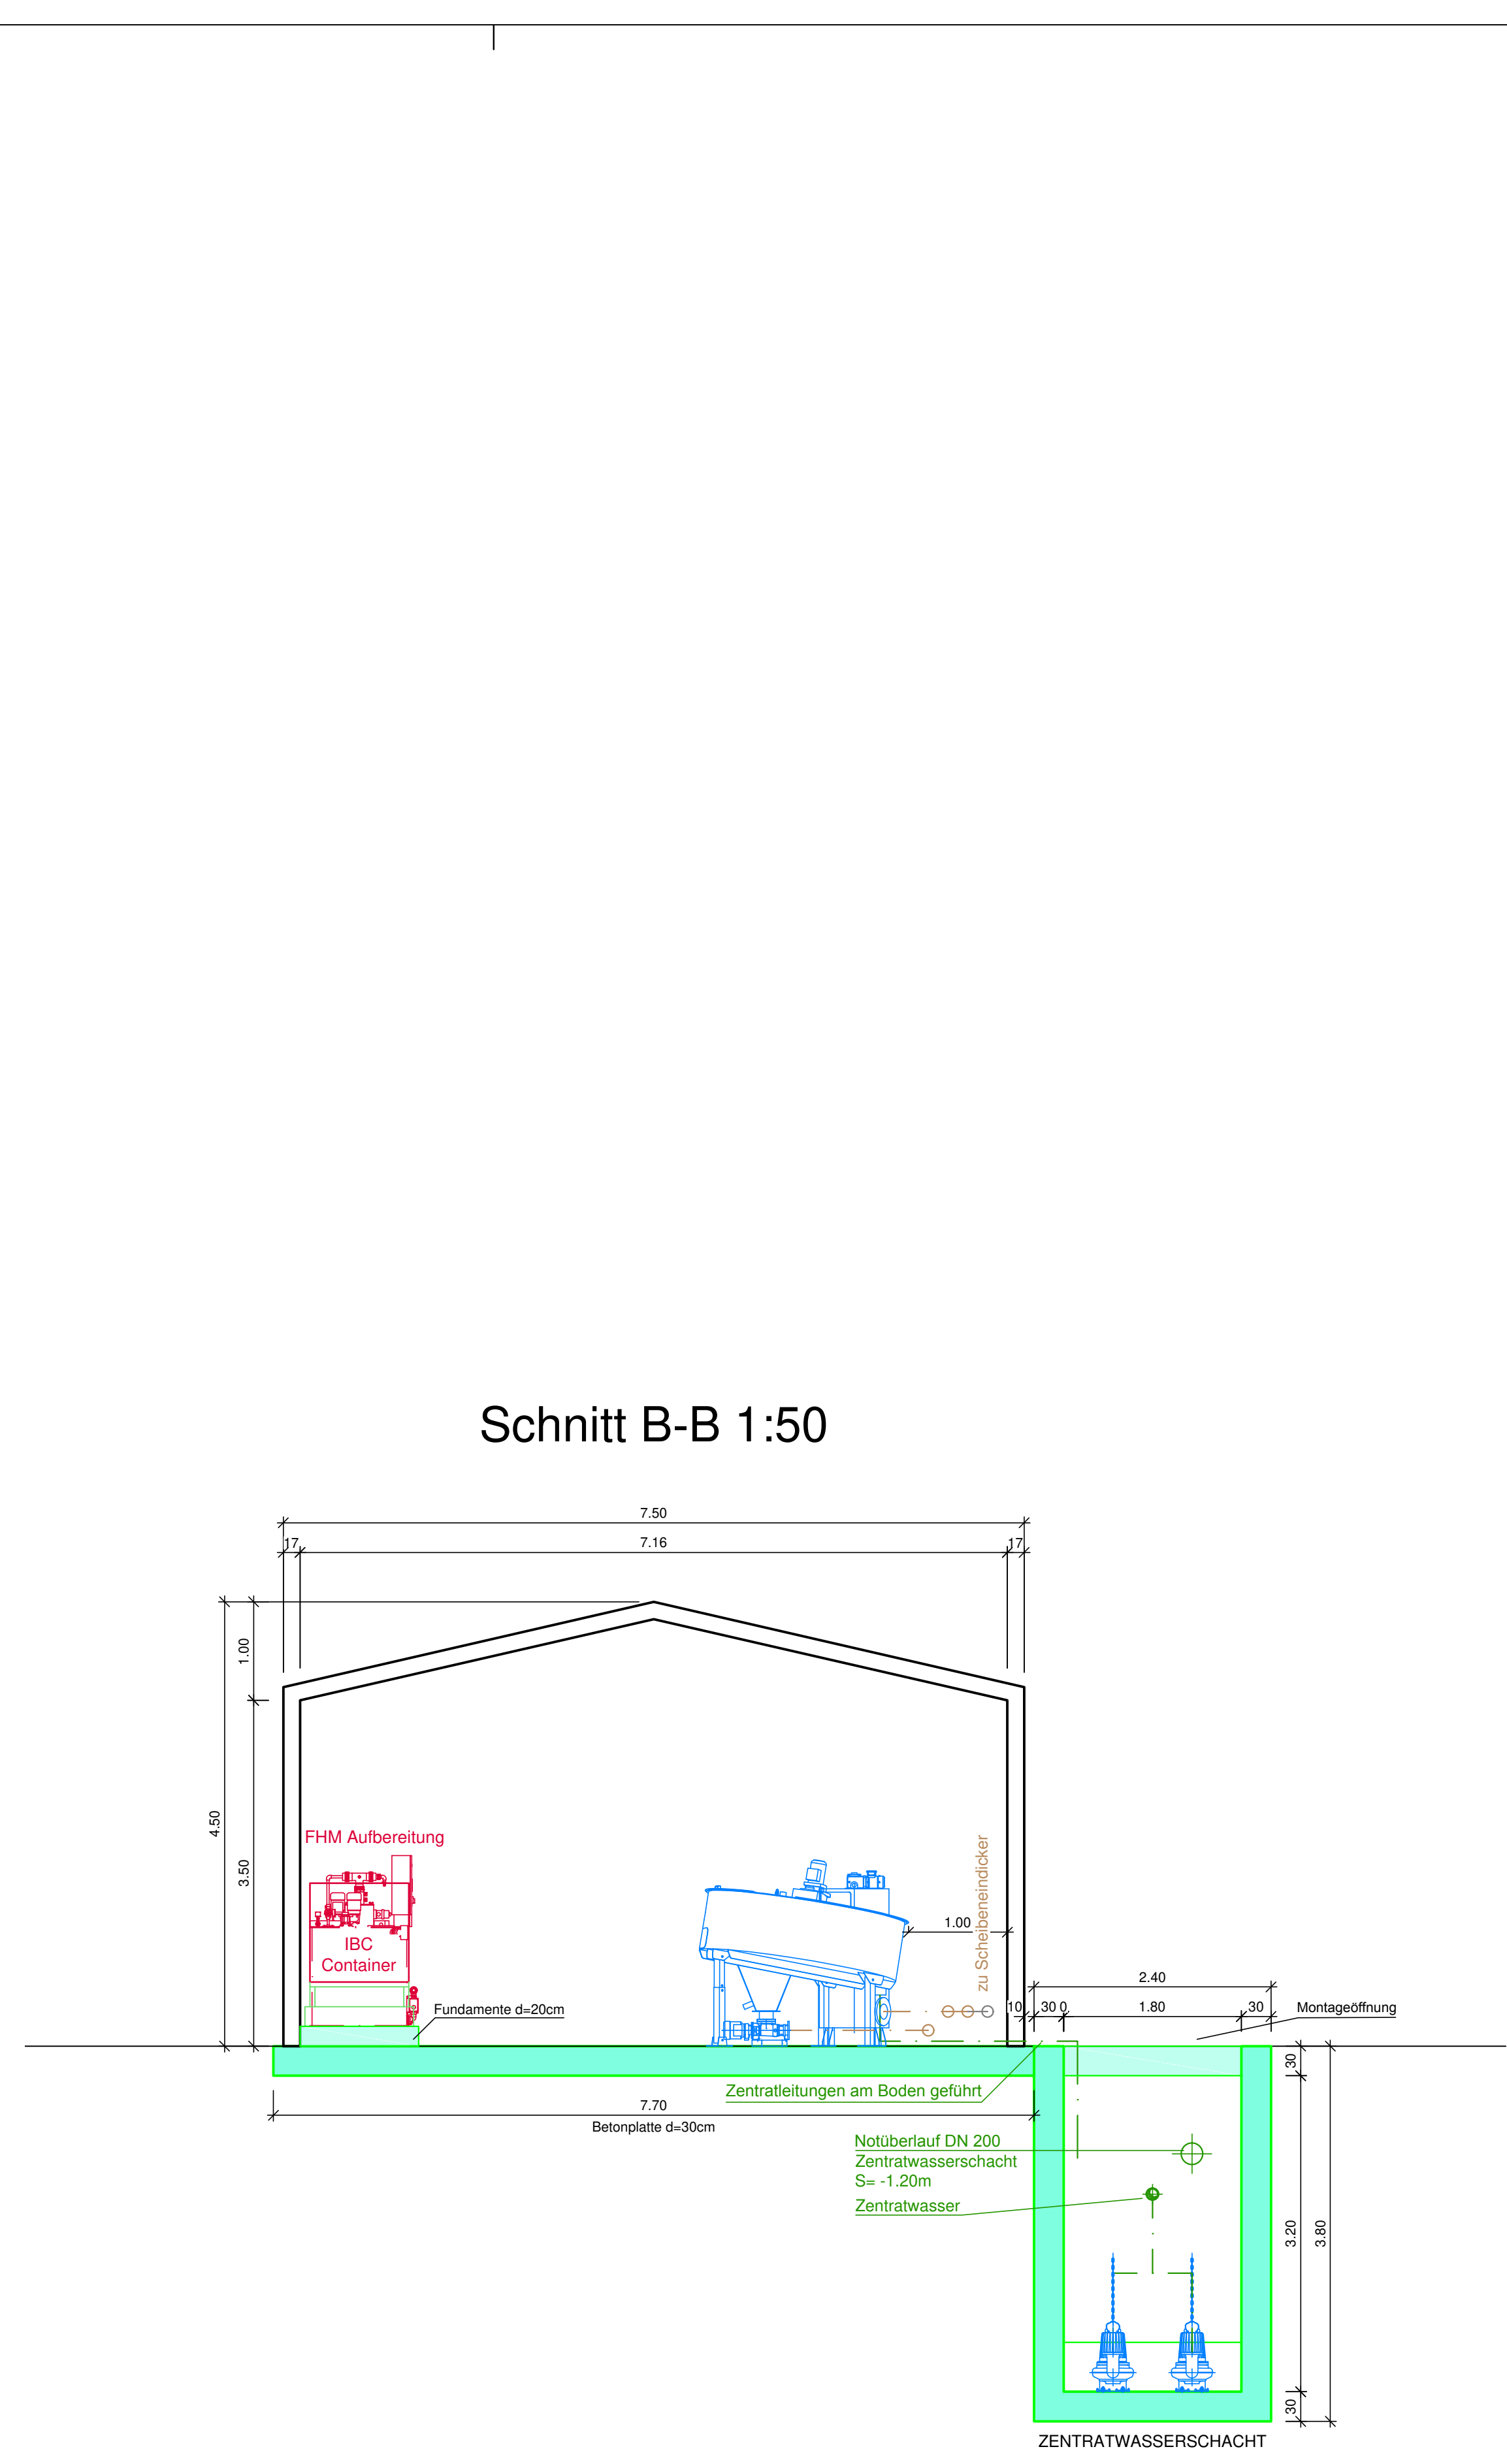 Schnitt B-B 1:50
7.50
17
7.16
17
1.00
4.50
3.50
FHM Aufbereitung
IBC
Container
Fundamente d=20cm
zu Scheibeneindicker
1.00
2.40
10
30
0
1.80
30
Montageöffnung
30
Zentratleitungen am Boden geführt
7.70
Betonplatte d=30cm
Notüberlauf DN 200
Zentratwasserschacht
S= -1.20m
Zentratwasser
3.20
3.80
30
ZENTRATWASSERSCHACHT